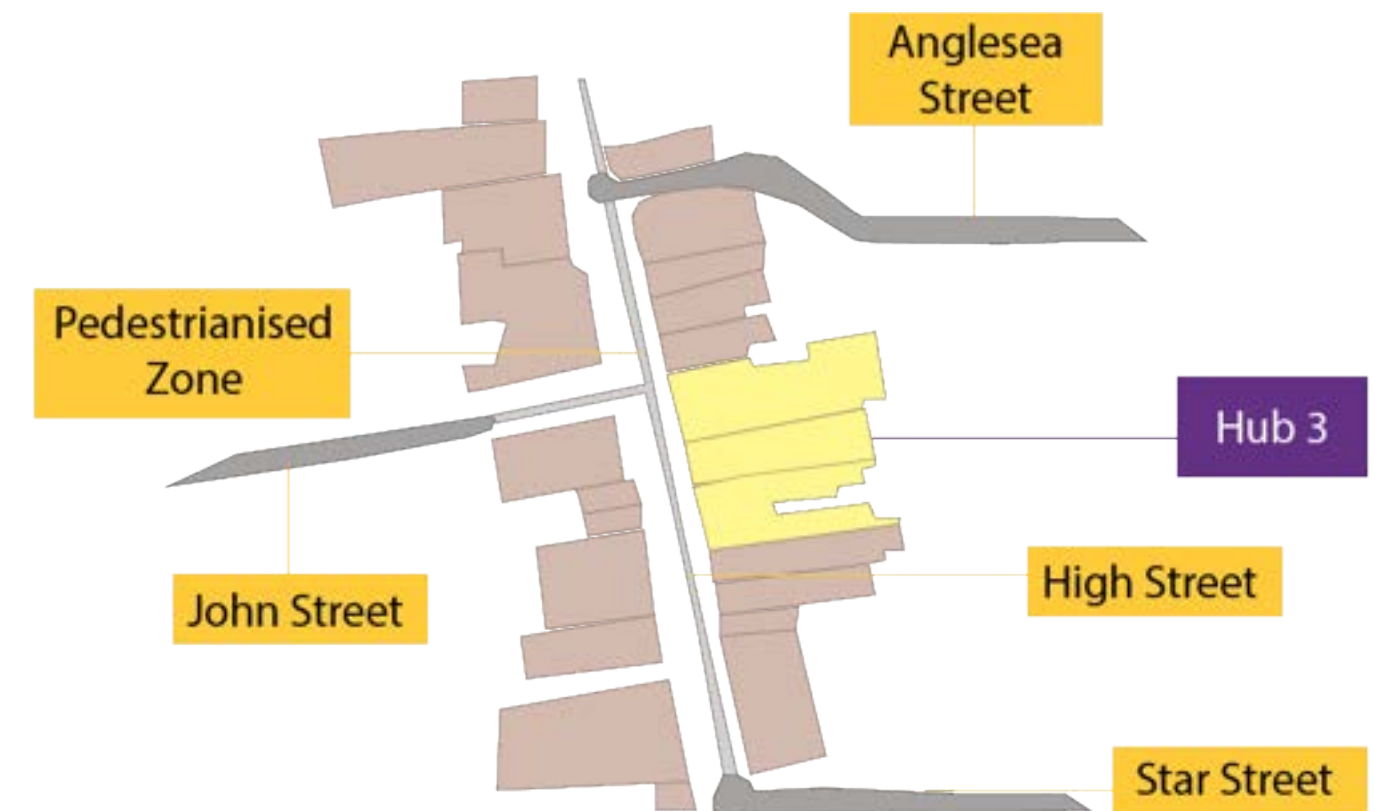 Anglesea
Street
Pedestrianised
Zone
Hub 3
High Street
John Street
Star Street